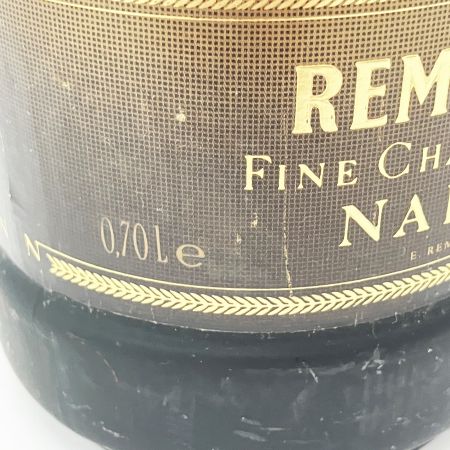 REM
FINE CHA
NA
0,70 L e
E. REM
N N